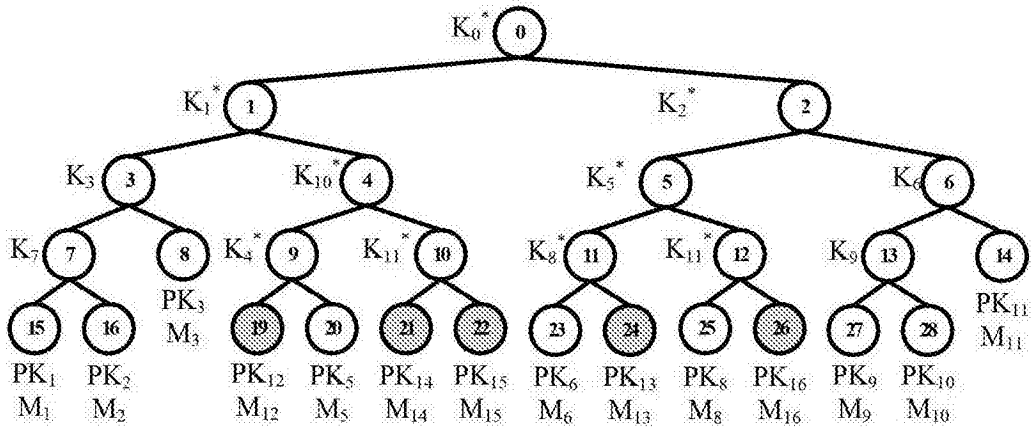 K₀* 0
K₁* 1 K₂* 2
K₃ 3 K₁₀* 4 K₅* 5 K₆ 6
K₇ 7 8 K₄* 9 K₁₁* 10 K₈* 11 K₁₁* 12 K₉ 13 14
PK₃ PK₁₁
M₃ M₁₁
15 16 19 20 21 22 23 24 25 26 27 28
PK₁ PK₂ PK₁₂ PK₅ PK₁₄ PK₁₅ PK₆ PK₁₃ PK₈ PK₁₆ PK₉ PK₁₀
M₁ M₂ M₁₂ M₅ M₁₄ M₁₅ M₆ M₁₃ M₈ M₁₆ M₉ M₁₀